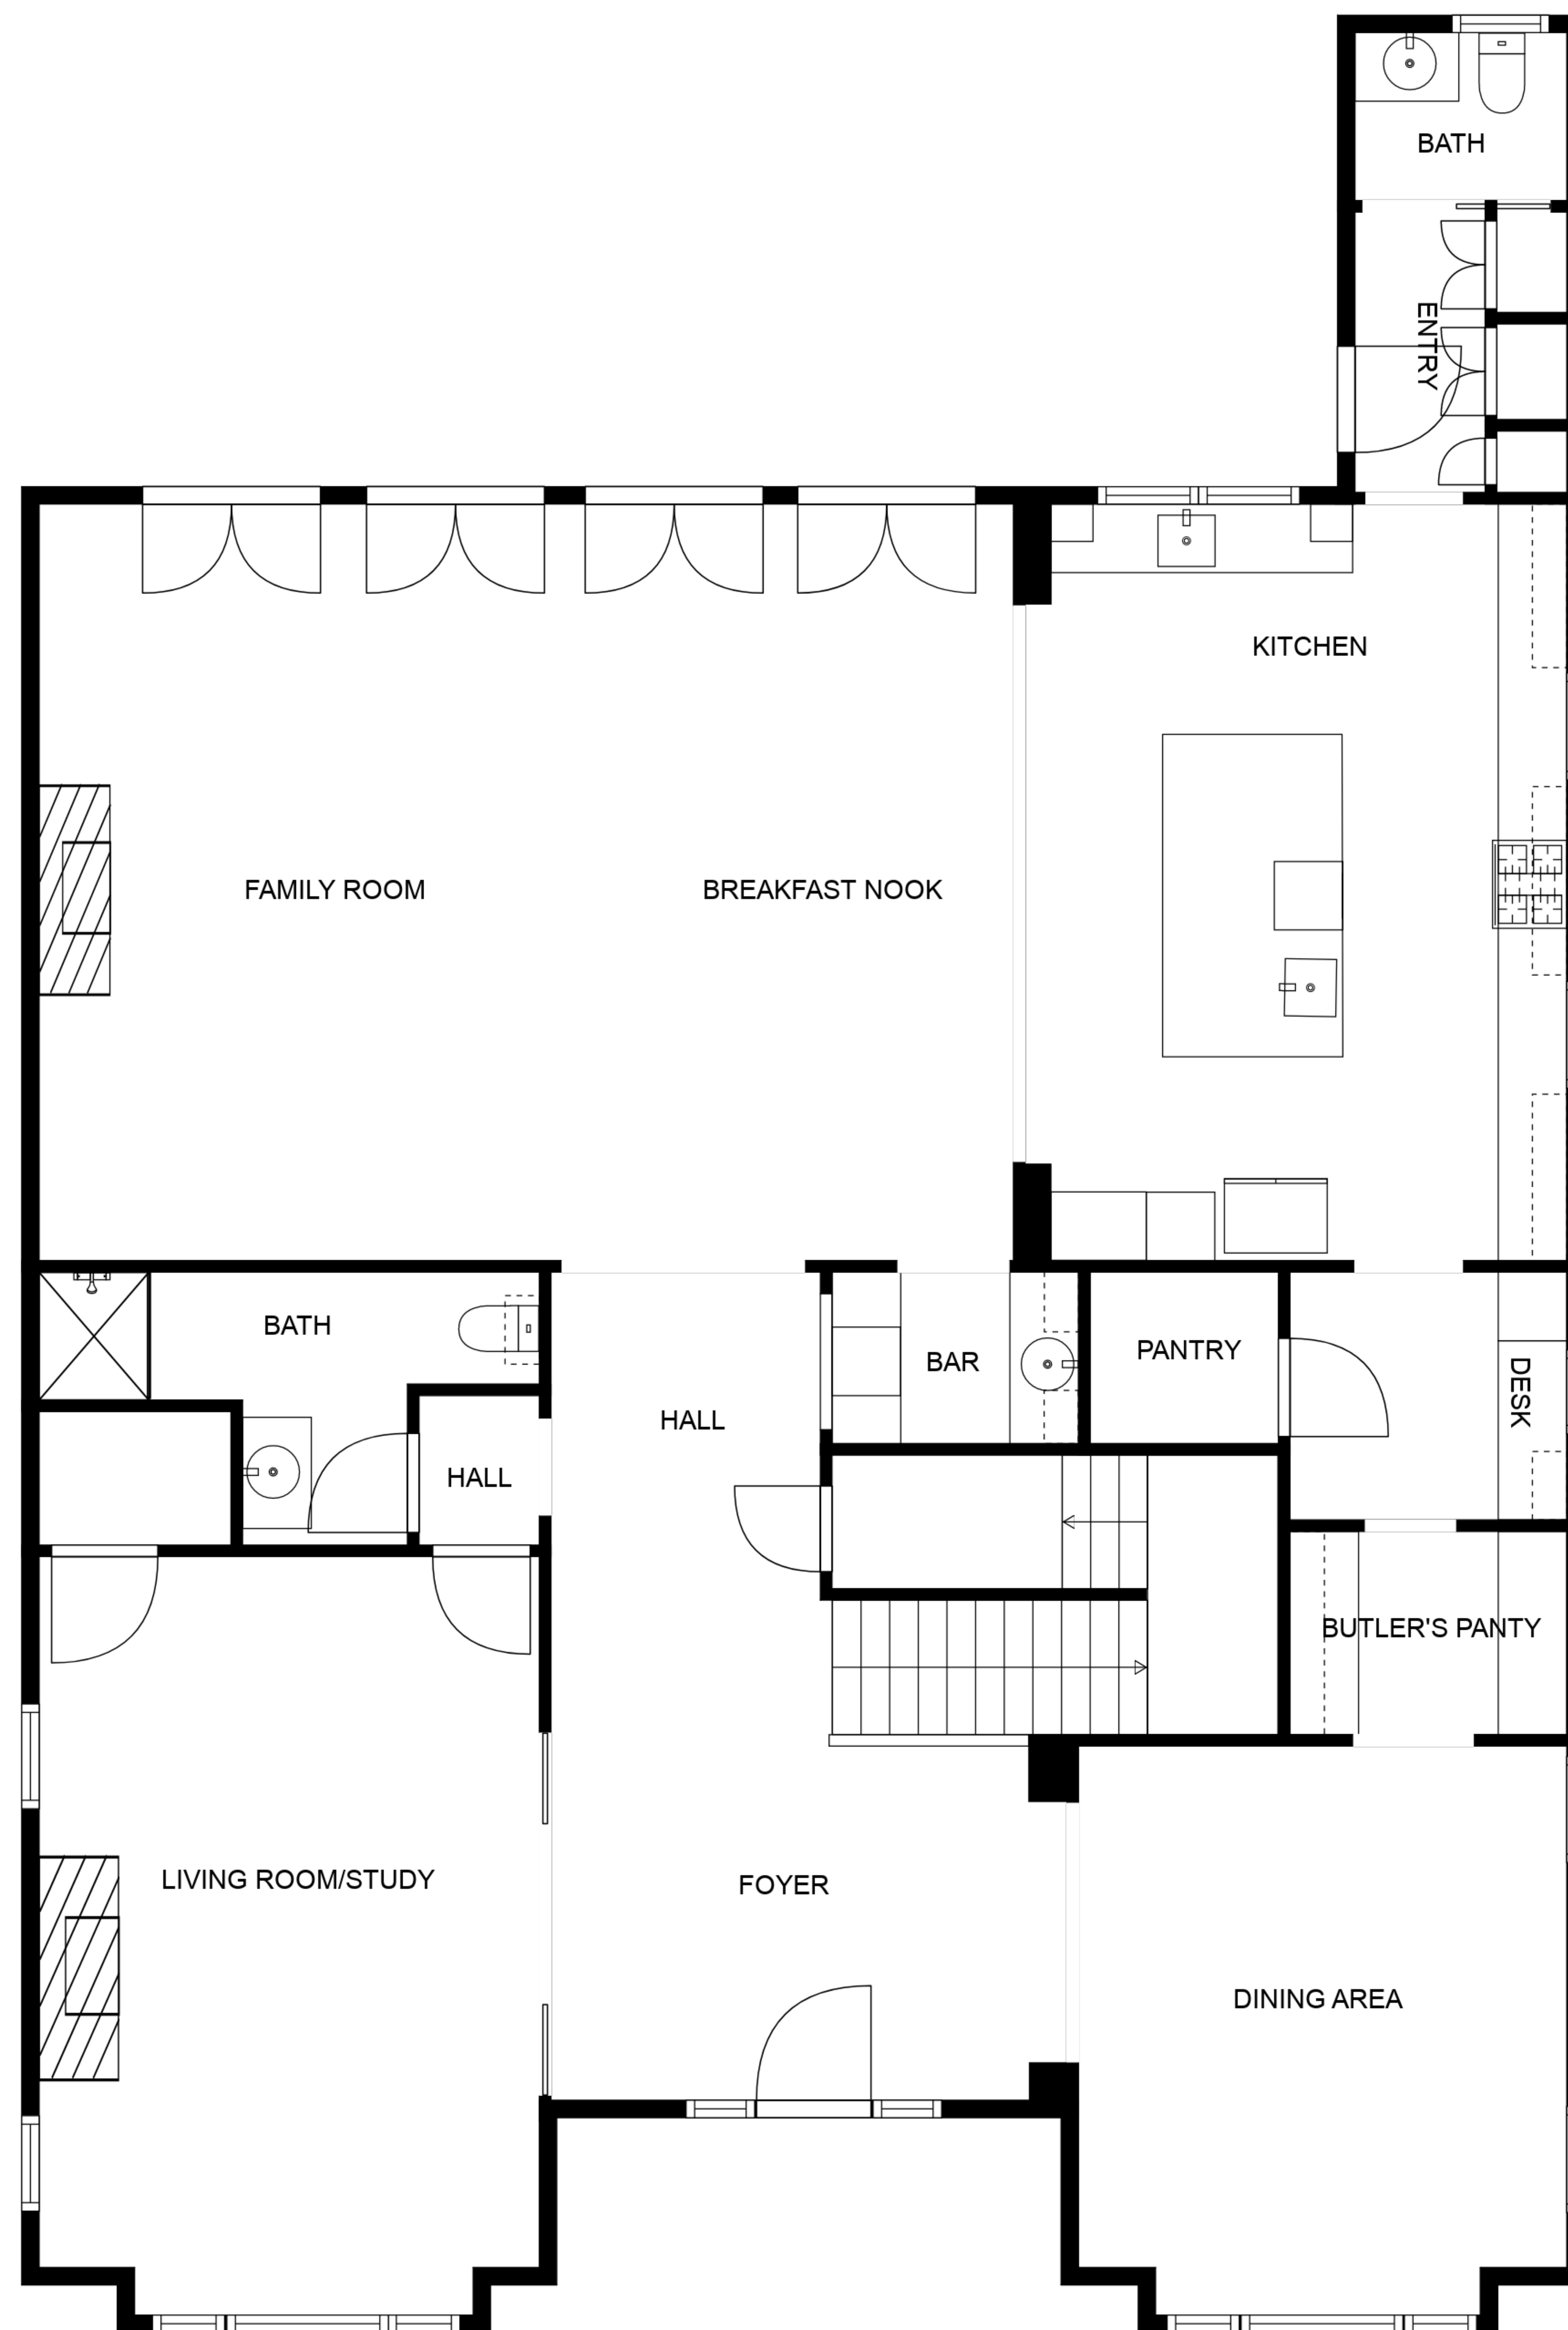 BATH
ENTRY
KITCHEN
FAMILY ROOM
BREAKFAST NOOK
BATH
BAR
PANTRY
DESK
HALL
HALL
BUTLER'S PANTY
LIVING ROOM/STUDY
FOYER
DINING AREA